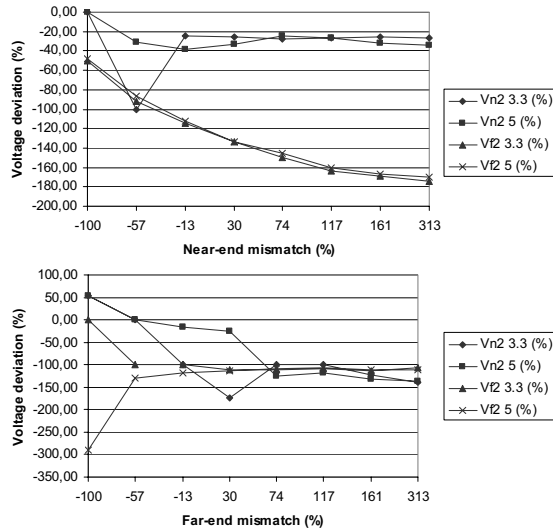 0,00
-20,00
-40,00
-60,00
-80,00
-100,00
-120,00
-140,00
-160,00
-180,00
-200,00
Voltage deviation (%)
-100 -57 -13 30 74 117 161 313
Near-end mismatch (%)
Vn2 3.3 (%)
Vn2 5 (%)
Vf2 3.3 (%)
Vf2 5 (%)
100,00
50,00
0,00
-50,00
-100,00
-150,00
-200,00
-250,00
-300,00
-350,00
Voltage deviation (%)
-100 -57 -13 30 74 117 161 313
Far-end mismatch (%)
Vn2 3.3 (%)
Vn2 5 (%)
Vf2 3.3 (%)
Vf2 5 (%)